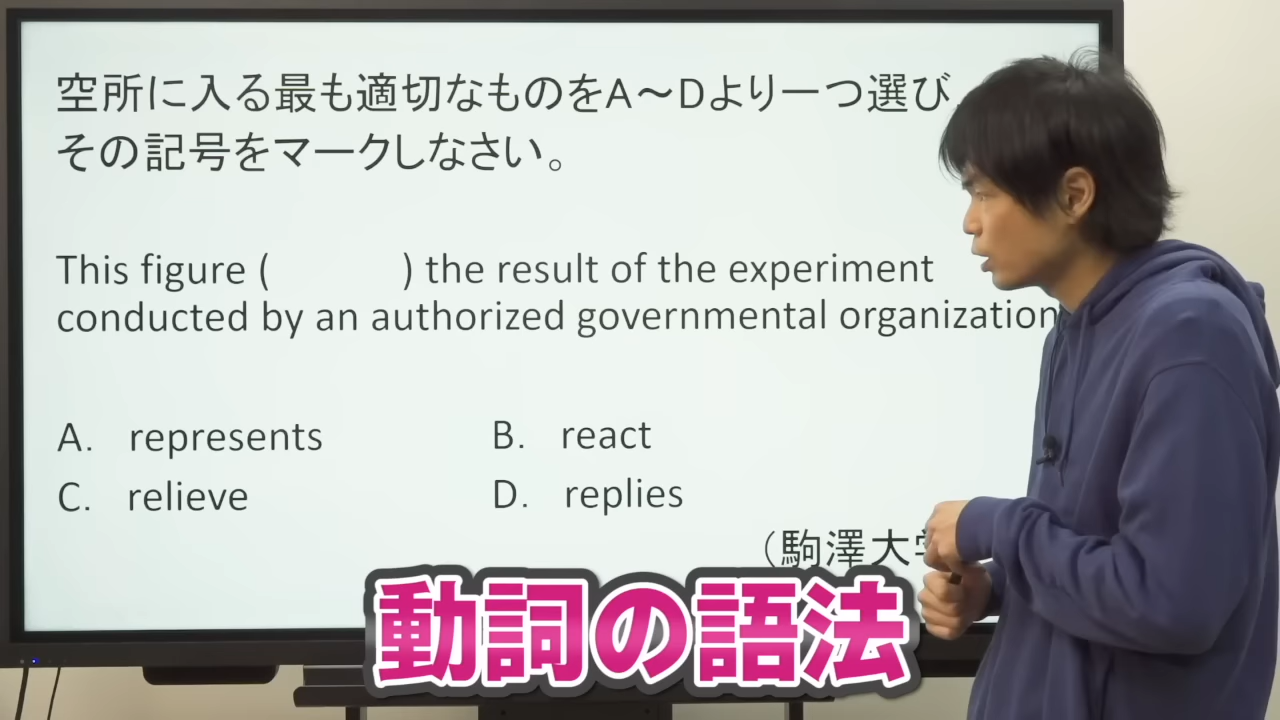 空所に入る最も適切なものをA～Dより一つ選び
その記号をマークしなさい。
This figure ( ) the result of the experiment
conducted by an authorized governmental organization
A. represents B. react
C. relieve D. replies
（駒澤大
動詞の語法